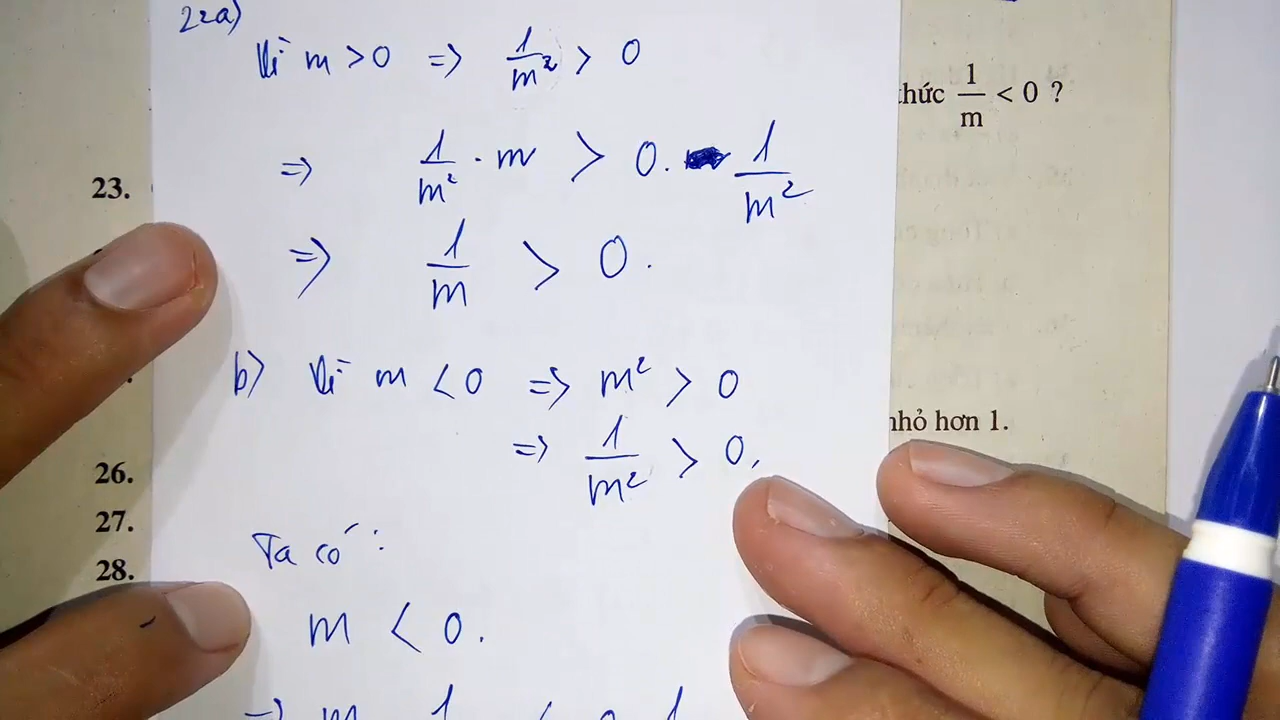 22a)
Vì m > 0 => 1/m² > 0
=> 1/m² . m > 0. 1/m²
=> 1/m > 0.
b) Vì m < 0 => m² > 0
=> 1/m² > 0,
Ta có:
m < 0.
thức 1/m < 0 ?
23.
nhỏ hơn 1.
26.
27.
28.